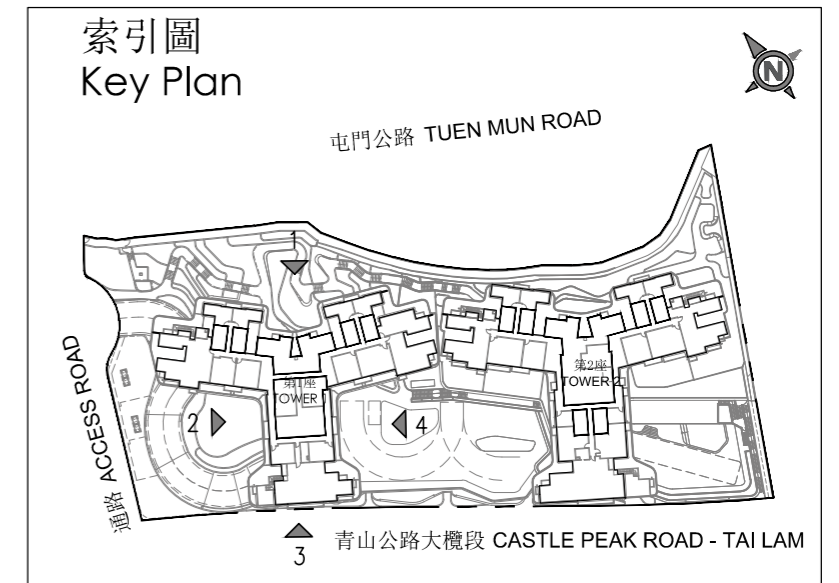 索引圖
Key Plan
N
屯門公路 TUEN MUN ROAD
1
通路 ACCESS ROAD
第1座
TOWER 1
第2座
TOWER 2
2
4
3
青山公路大欖段 CASTLE PEAK ROAD - TAI LAM